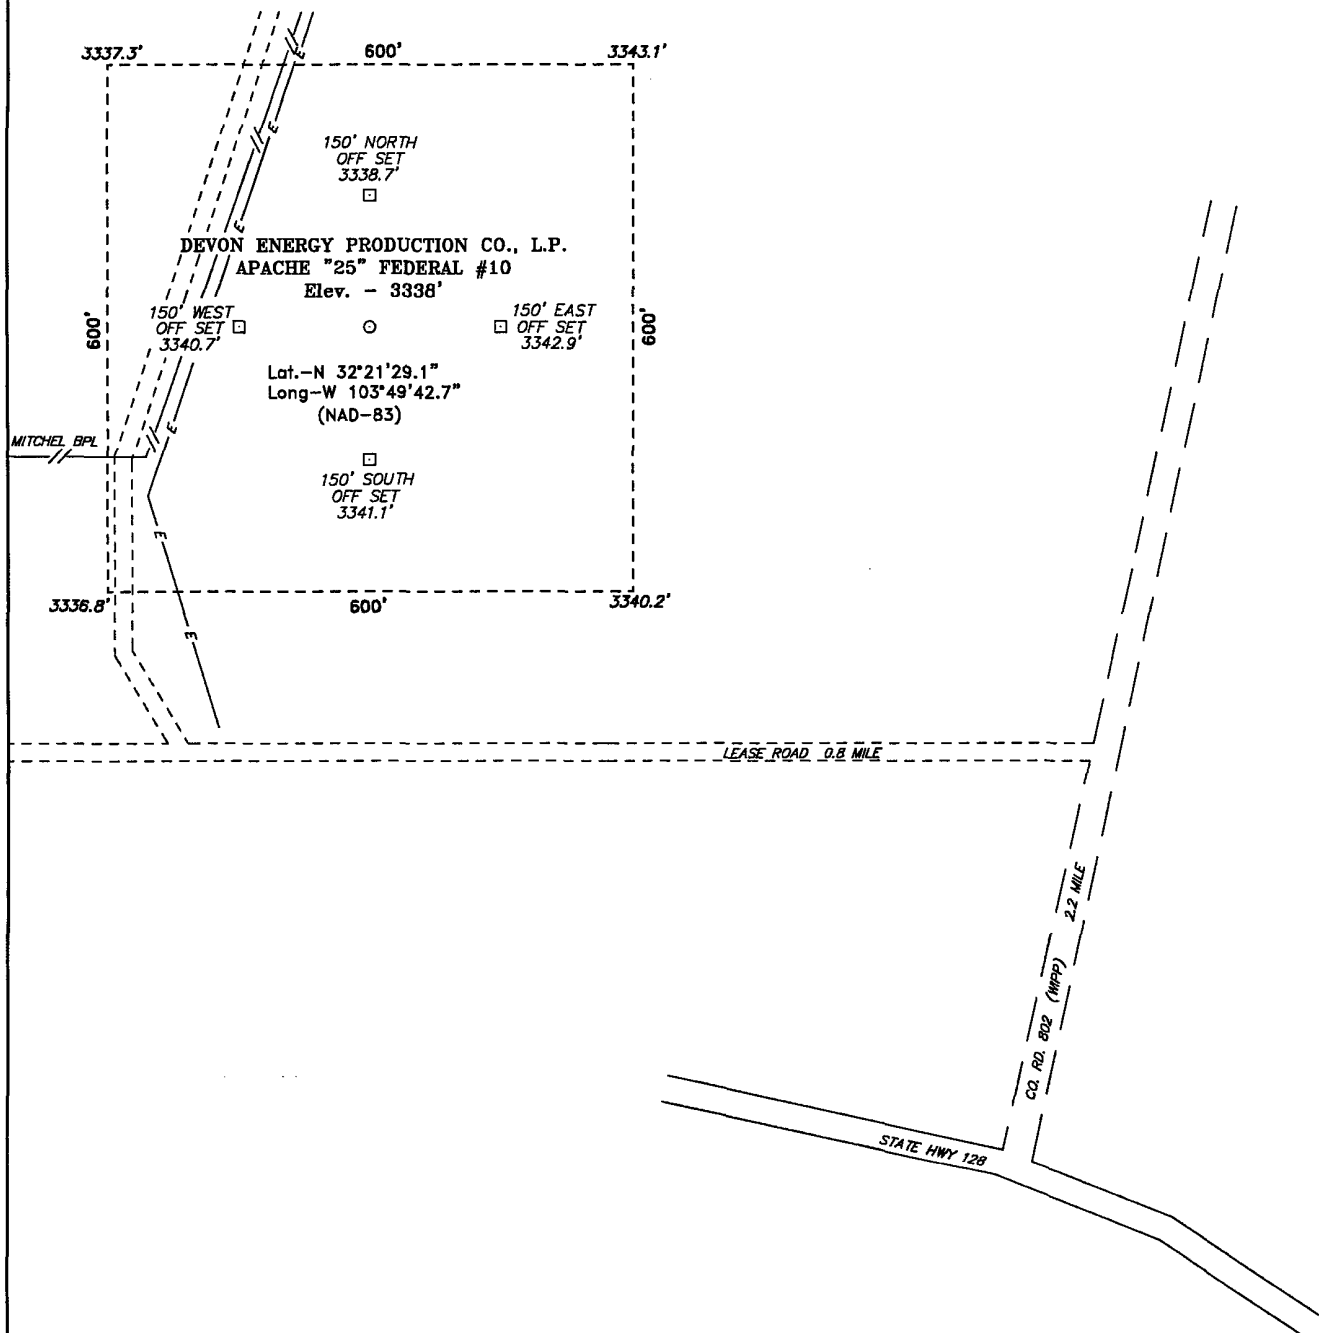 3337.3'
600'
3343.1'
E
150' NORTH
OFF SET
3338.7'
E
E
DEVON ENERGY PRODUCTION CO., L.P.
APACHE "25" FEDERAL #10
Elev. - 3338'
600'
150' WEST
OFF SET
3340.7'
150' EAST
OFF SET
3342.9'
600'
Lat.-N 32°21'29.1"
Long-W 103°49'42.7"
(NAD-83)
E
MITCHEL BPL
150' SOUTH
OFF SET
3341.1'
E
3336.8'
600'
3340.2'
E
LEASE ROAD 0.8 MILE
CO. RD. 802 (WIPP) 2.2 MILE
STATE HWY 128